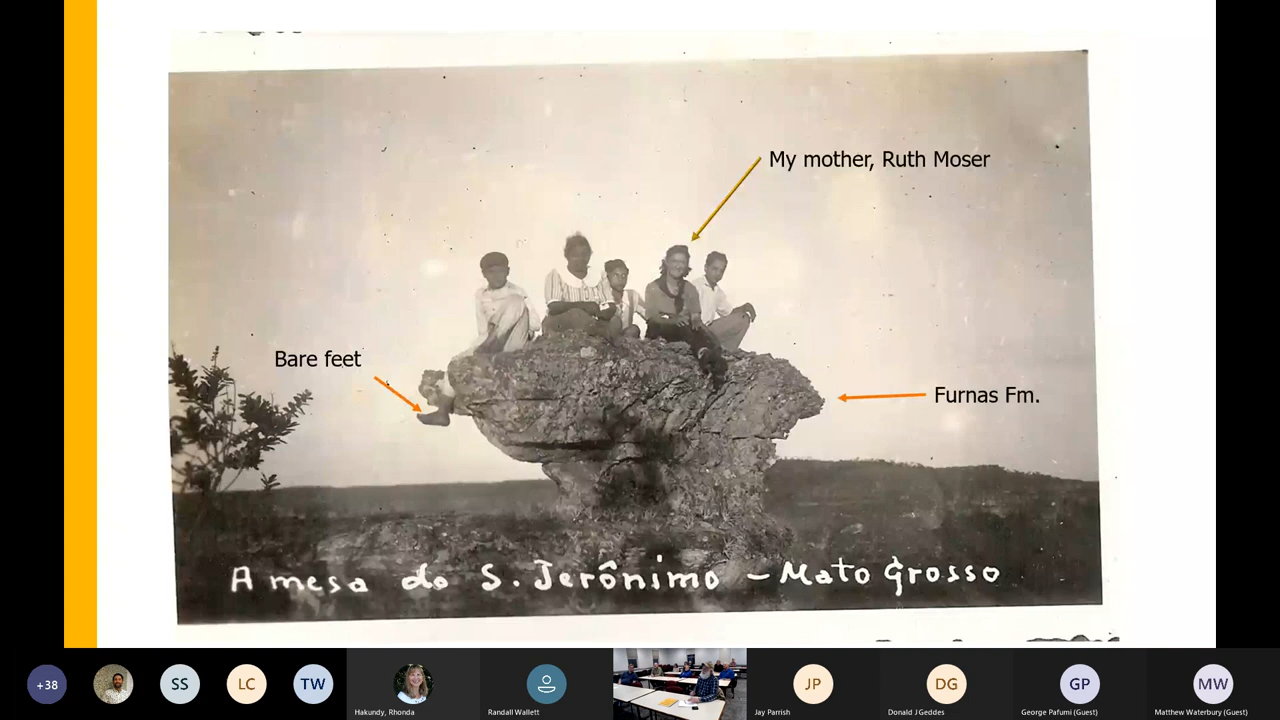 My mother, Ruth Moser
Bare feet
Furnas Fm.
A mesa do S. Jerônimo - Mato Grosso
+38
SS
LC
TW
JP
DG
GP
MW
Hakundy, Rhonda
Randall Wallett
Jay Parrish
Donald J Geddes
George Pafumi (Guest)
Matthew Waterbury (Guest)